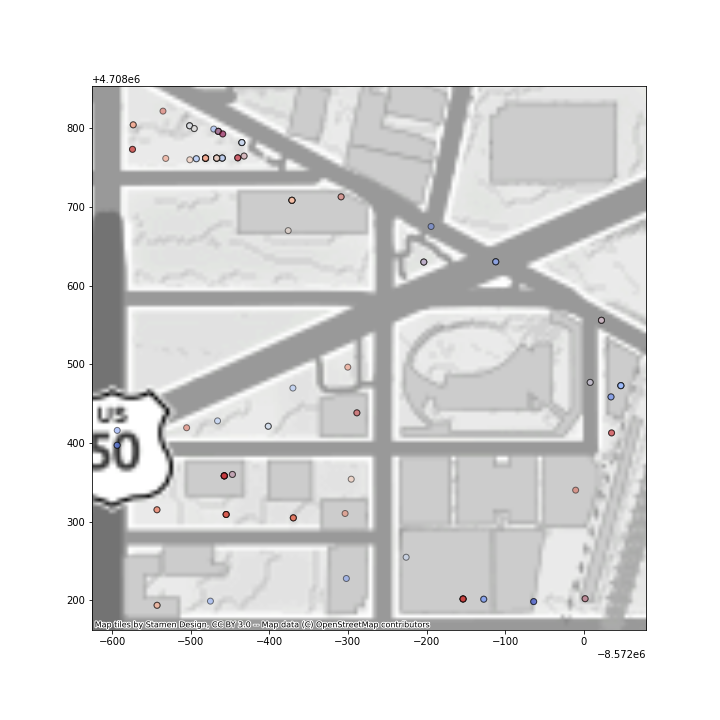 +4.708e6
800
700
600
500
400
300
200
US
50
Map tiles by Stamen Design, CC BY 3.0 -- Map data (C) OpenStreetMap contributors
−600 −500 −400 −300 −200 −100 0
−8.572e6